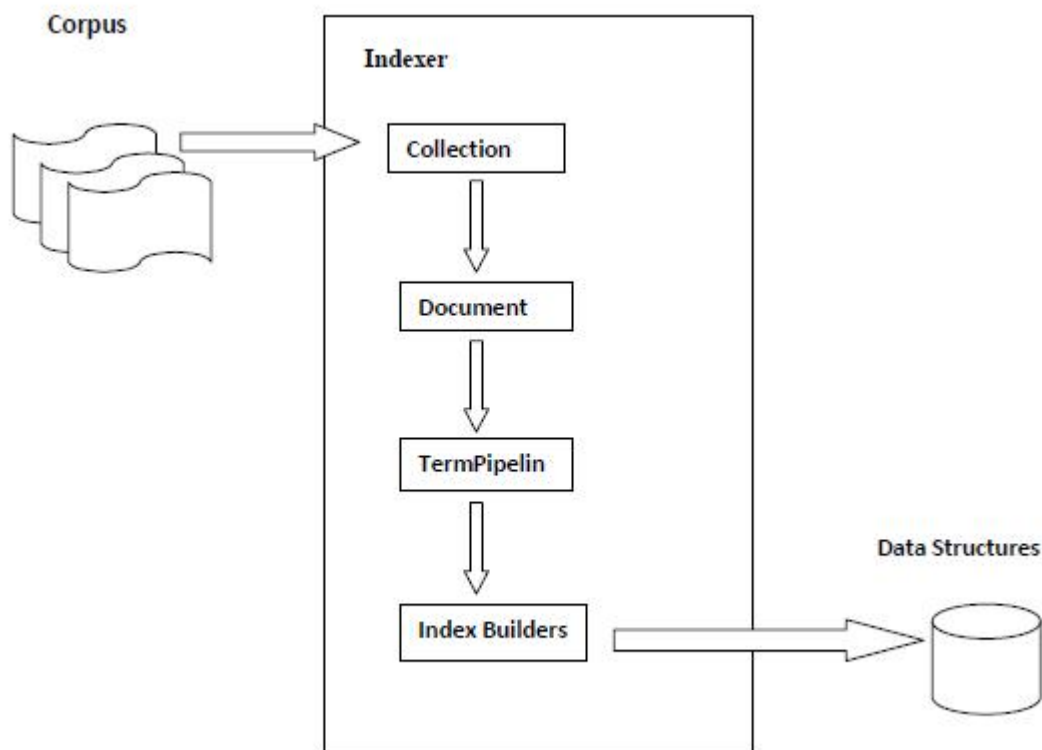 Corpus
Indexer
Collection
Document
TermPipelin
Index Builders
Data Structures